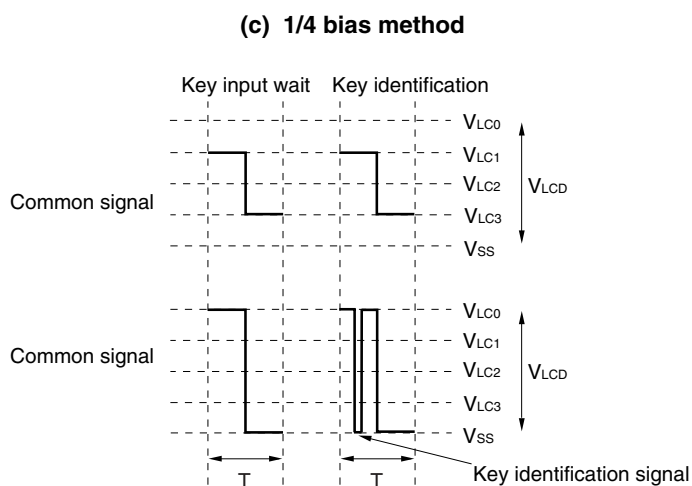 (c) 1/4 bias method
Key input wait Key identification
VLC0
VLC1
VLC2
VLCD
Common signal
VLC3
VSS
VLC0
VLC1
Common signal
VLC2
VLCD
VLC3
VSS
T T
Key identification signal